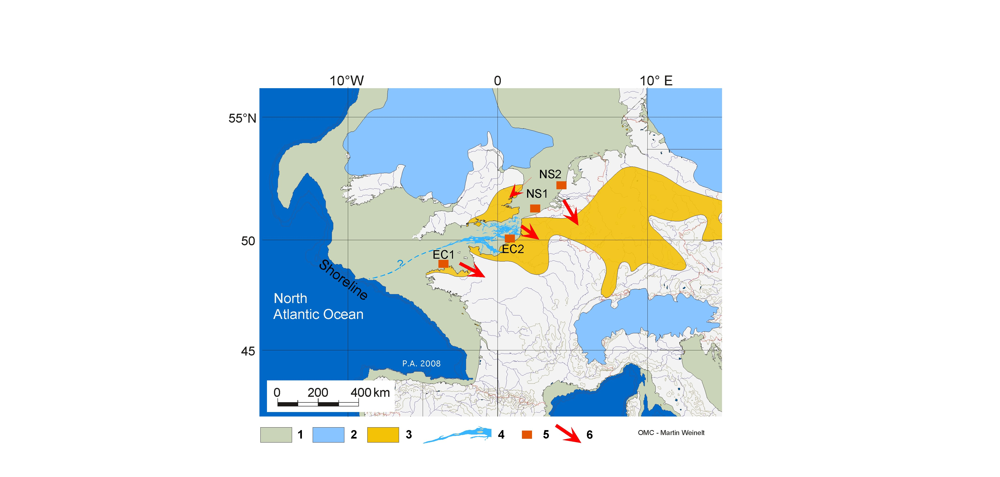 10°W 0 10° E
55°N
NS2
NS1
50
EC2
EC1
?
Shoreline
North
Atlantic Ocean
45
P.A. 2008
0 200 400 km
1 2 3 4 5 6
OMC - Martin Weinelt